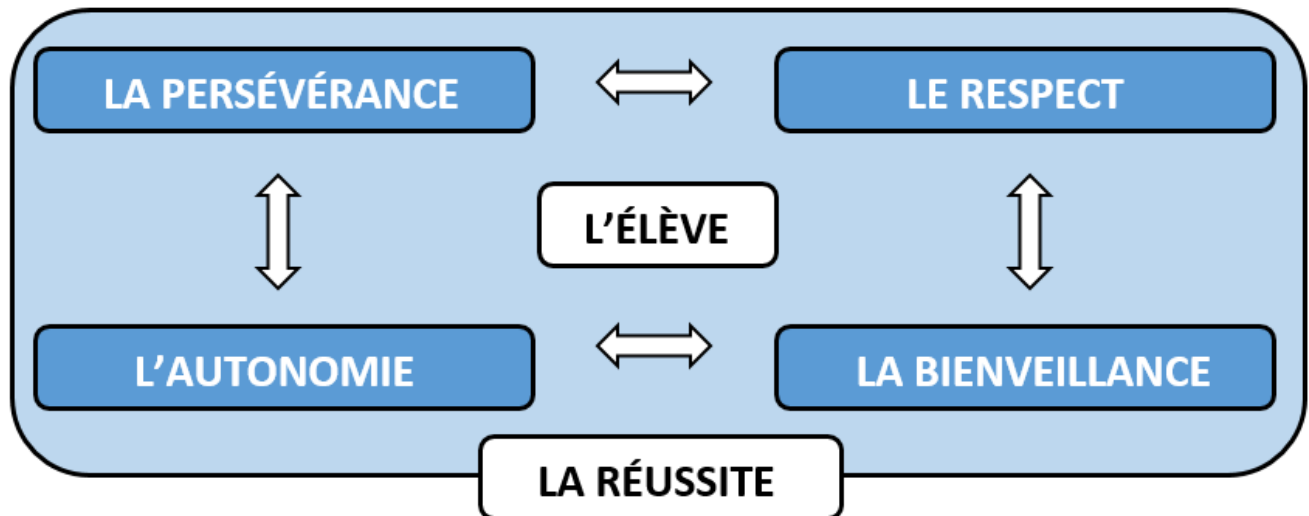 LA PERSÉVÉRANCE
LE RESPECT
L’ÉLÈVE
L’AUTONOMIE
LA BIENVEILLANCE
LA RÉUSSITE